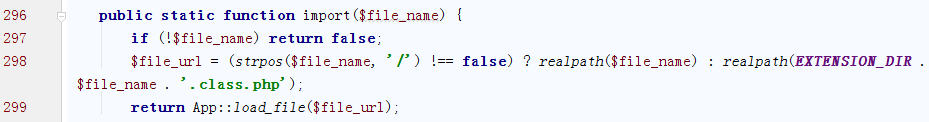 296 public static function import($file_name) {
297 if (!$file_name) return false;
298 $file_url = (strpos($file_name, '/') !== false) ? realpath($file_name) : realpath(EXTENSION_DIR .
$file_name . '.class.php');
299 return App::load_file($file_url);